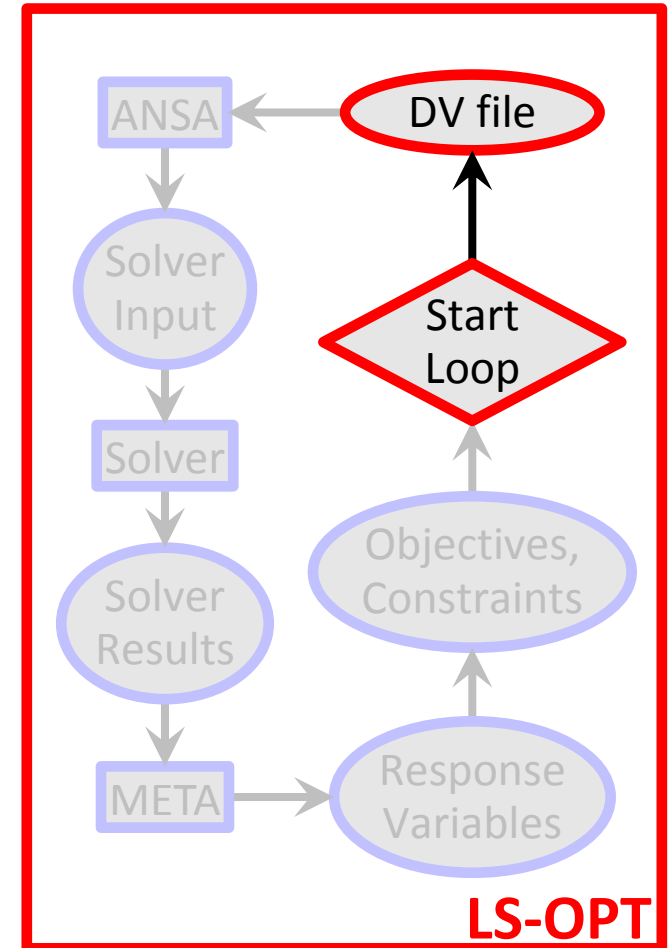 ANSA
DV file
Solver
Input
Start
Loop
Solver
Objectives,
Constraints
Solver
Results
META
Response
Variables
LS-OPT